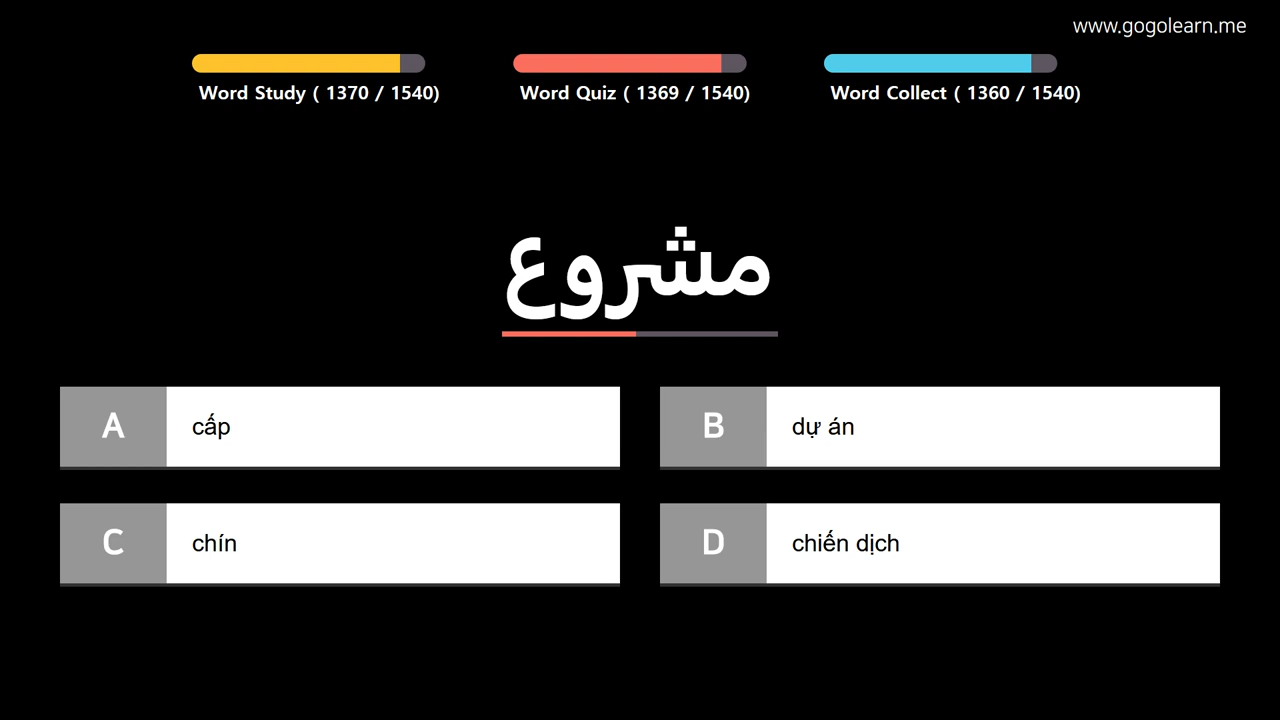 www.gogolearn.me
Word Study ( 1370 / 1540)
Word Quiz ( 1369 / 1540)
Word Collect ( 1360 / 1540)
مشروع
A cấp
B dự án
C chín
D chiến dịch